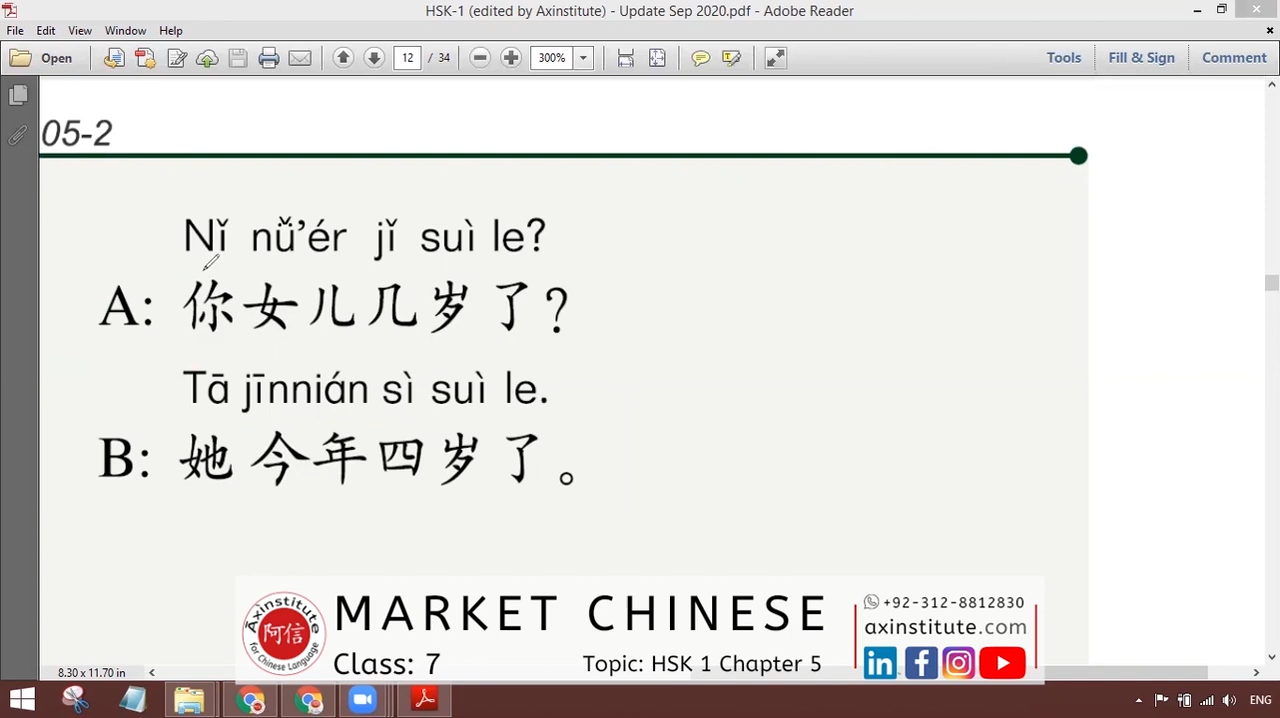 HSK-1 (edited by Axinstitute) - Update Sep 2020.pdf - Adobe Reader
File Edit View Window Help
Open 12 / 34 300% Tools Fill & Sign Comment
05-2
Nǐ nǚ’ér jǐ suì le?
A: 你女儿几岁了?
Tā jīnnián sì suì le.
B: 她今年四岁了。
Axinstitute 阿信 for Chinese Language
MARKET CHINESE
Class: 7 Topic: HSK 1 Chapter 5
+92-312-8812830
axinstitute.com
in
8.30 x 11.70 in
ENG